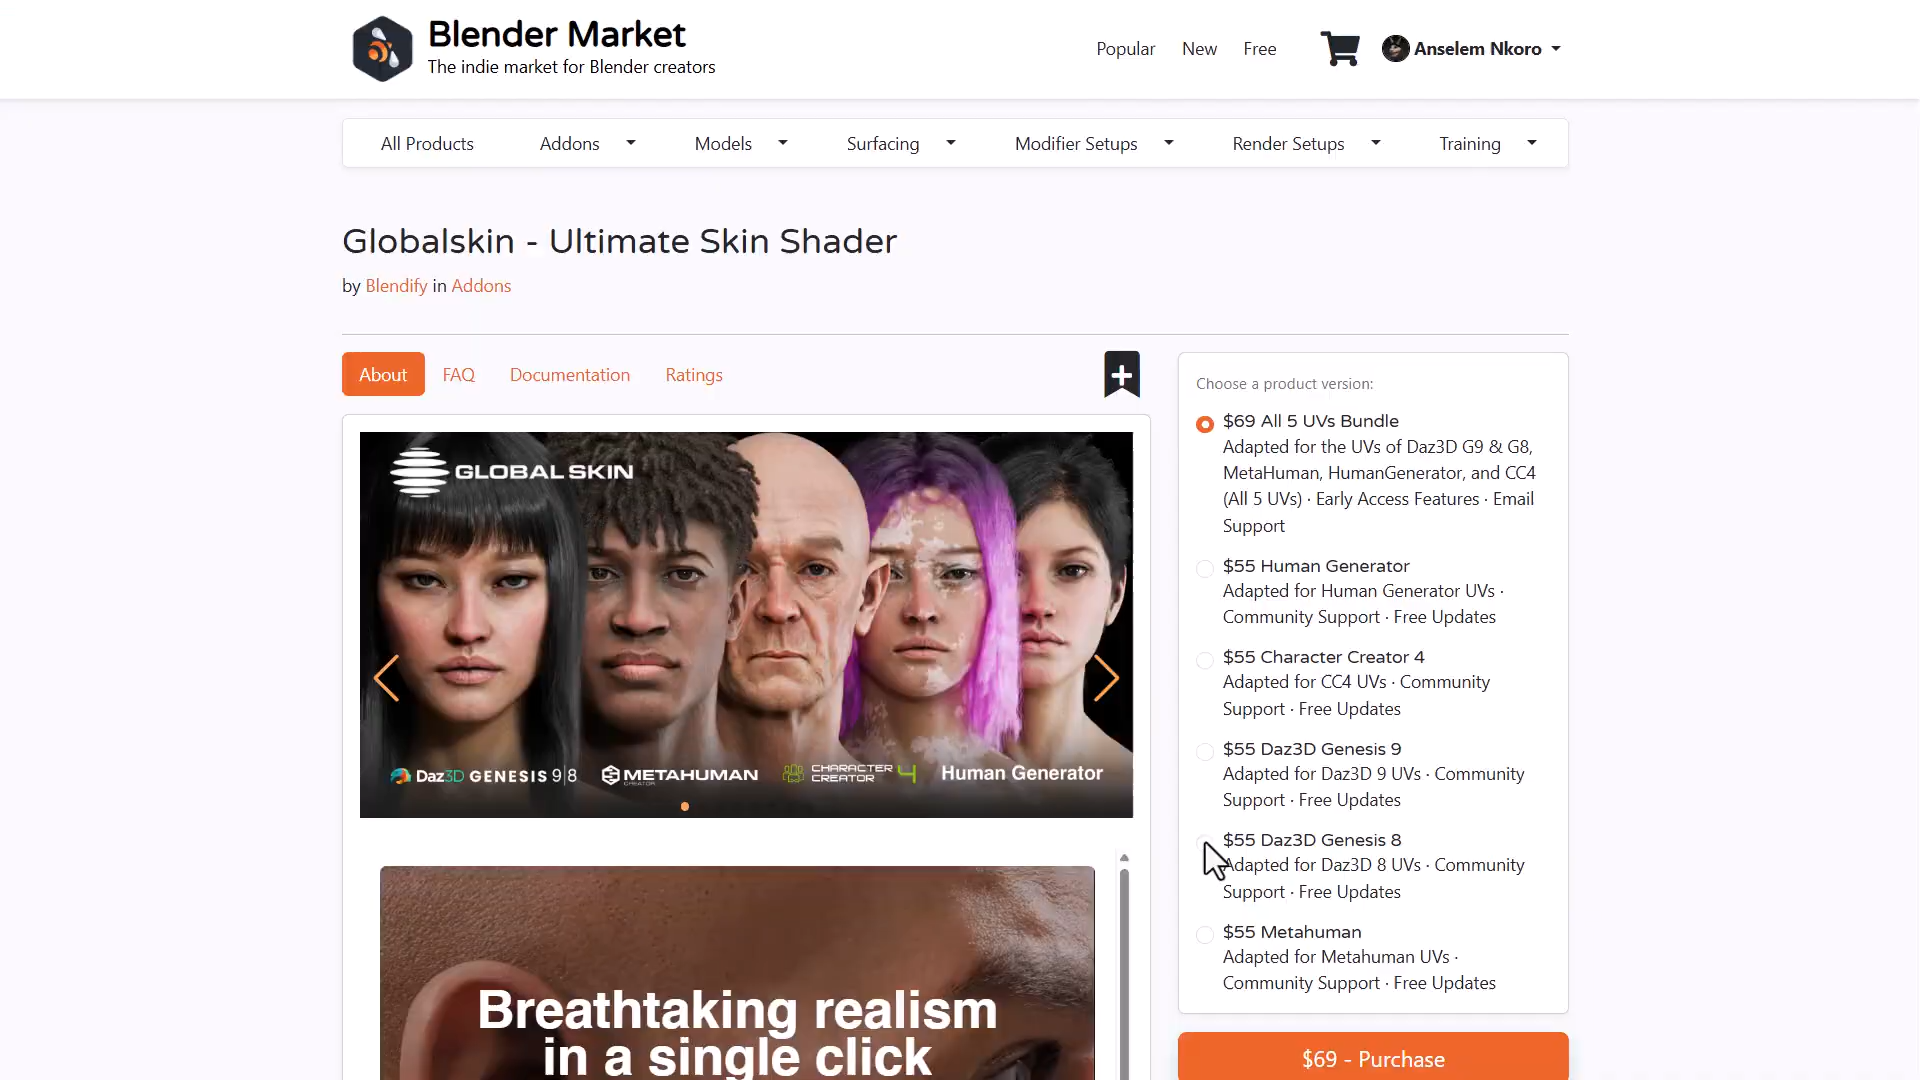 Blender Market
The indie market for Blender creators
Popular
New
Free
Anselem Nkoro
All Products
Addons
Models
Surfacing
Modifier Setups
Render Setups
Training
Globalskin - Ultimate Skin Shader
by Blendify in Addons
About
FAQ
Documentation
Ratings
GLOBAL SKIN
Daz3D GENESIS 9|8
METAHUMAN
CREATOR
CHARACTER
CREATOR 4
Human Generator
Breathtaking realism
in a single click
Choose a product version:
$69 All 5 UVs Bundle
Adapted for the UVs of Daz3D G9 & G8,
MetaHuman, HumanGenerator, and CC4
(All 5 UVs) · Early Access Features · Email
Support
$55 Human Generator
Adapted for Human Generator UVs ·
Community Support · Free Updates
$55 Character Creator 4
Adapted for CC4 UVs · Community
Support · Free Updates
$55 Daz3D Genesis 9
Adapted for Daz3D 9 UVs · Community
Support · Free Updates
$55 Daz3D Genesis 8
Adapted for Daz3D 8 UVs · Community
Support · Free Updates
$55 Metahuman
Adapted for Metahuman UVs ·
Community Support · Free Updates
$69 - Purchase